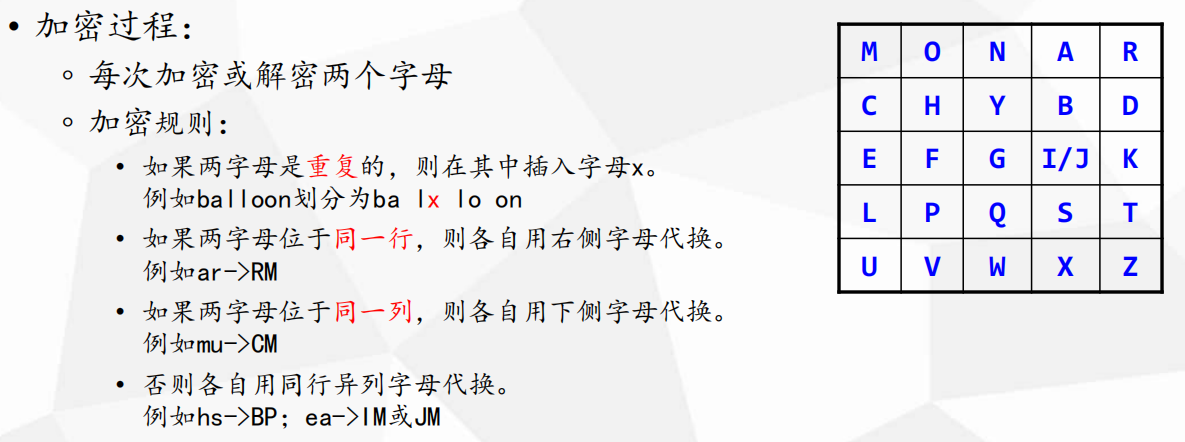 • 加密过程：
◦ 每次加密或解密两个字母
◦ 加密规则：
• 如果两字母是重复的，则在其中插入字母x。
例如balloon划分为ba lx lo on
• 如果两字母位于同一行，则各自用右侧字母代换。
例如ar->RM
• 如果两字母位于同一列，则各自用下侧字母代换。
例如mu->CM
• 否则各自用同行异列字母代换。
例如hs->BP；ea->IM或JM
M O N A R
C H Y B D
E F G I/J K
L P Q S T
U V W X Z